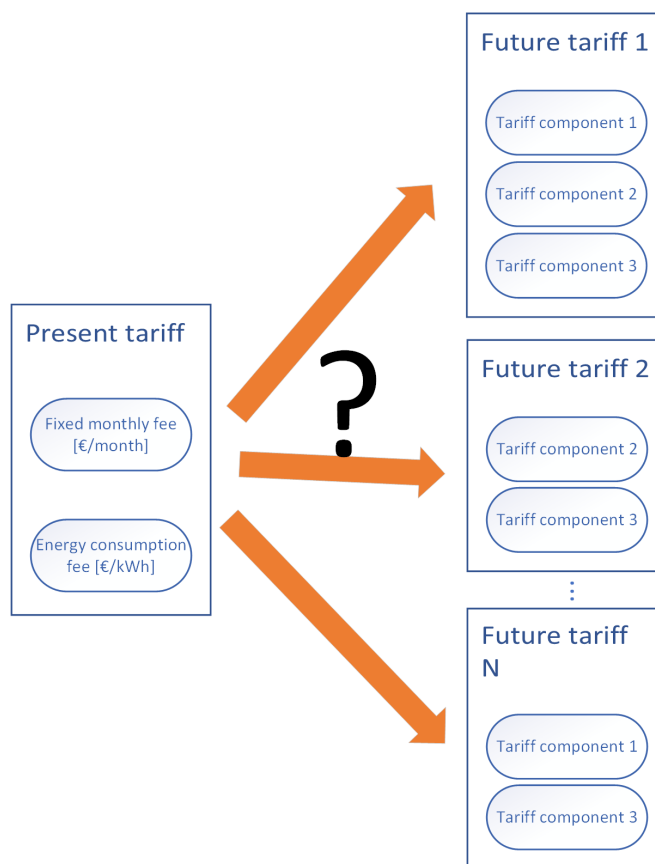 Present tariff
Fixed monthly fee
[€/month]
Energy consumption
fee [€/kWh]
?
Future tariff 1
Tariff component 1
Tariff component 2
Tariff component 3
Future tariff 2
Tariff component 2
Tariff component 3
⋮
Future tariff
N
Tariff component 1
Tariff component 3